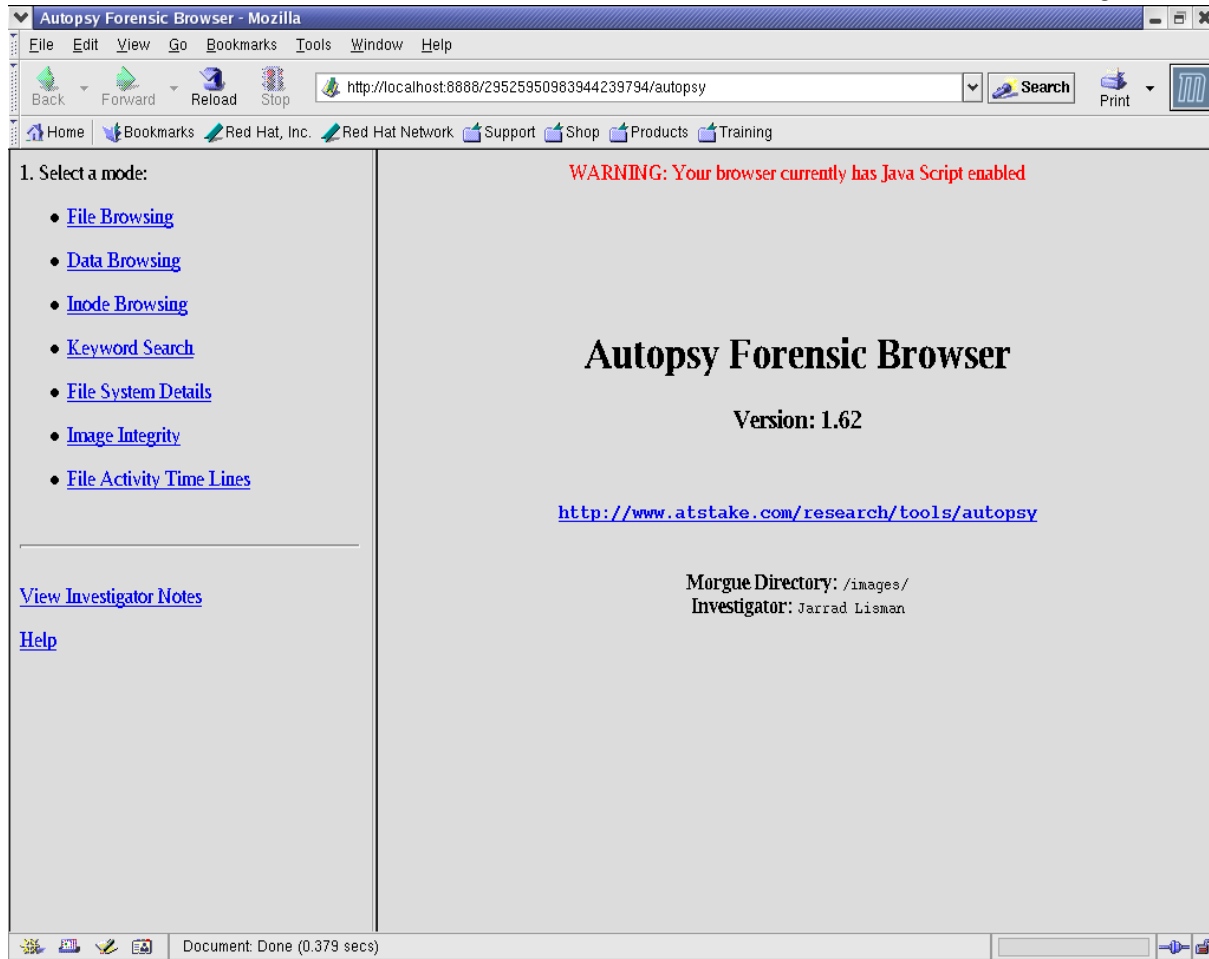 Autopsy Forensic Browser - Mozilla
File Edit View Go Bookmarks Tools Window Help
Back Forward Reload Stop http://localhost:8888/29525950983944239794/autopsy Search Print
Home Bookmarks Red Hat, Inc. Red Hat Network Support Shop Products Training
1. Select a mode:
File Browsing
Data Browsing
Inode Browsing
Keyword Search
File System Details
Image Integrity
File Activity Time Lines
View Investigator Notes
Help
WARNING: Your browser currently has Java Script enabled
Autopsy Forensic Browser
Version: 1.62
http://www.atstake.com/research/tools/autopsy
Morgue Directory: /images/
Investigator: Jarrad Lisman
Document: Done (0.379 secs)